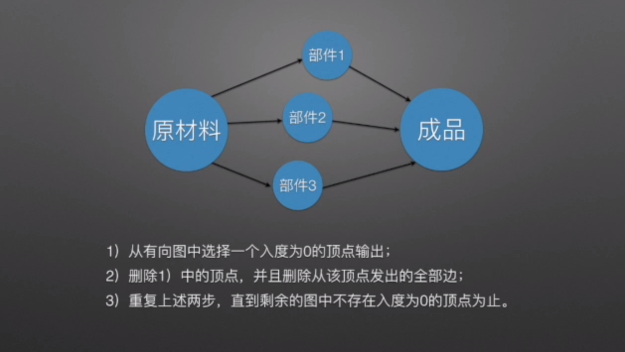 部件1
部件2
原材料
成品
部件3
1）从有向图中选择一个入度为0的顶点输出；
2）删除1）中的顶点，并且删除从该顶点发出的全部边；
3）重复上述两步，直到剩余的图中不存在入度为0的顶点为止。